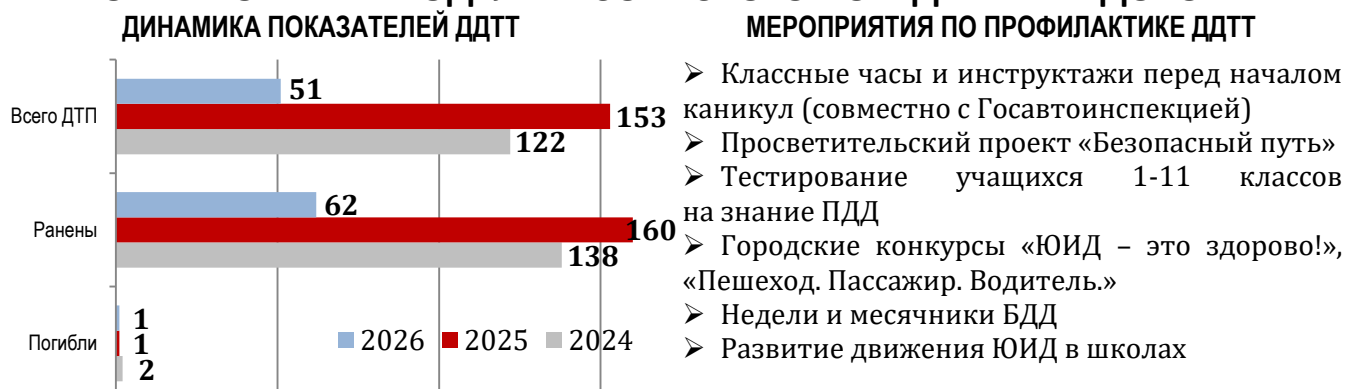 ДИНАМИКА ПОКАЗАТЕЛЕЙ ДДТТ
Всего ДТП
51
153
122
Ранены
62
160
138
Погибли
1
1
2
2026 2025 2024
МЕРОПРИЯТИЯ ПО ПРОФИЛАКТИКЕ ДДТТ
➢ Классные часы и инструктажи перед началом
каникул (совместно с Госавтоинспекцией)
➢ Просветительский проект «Безопасный путь»
➢ Тестирование учащихся 1-11 классов
на знание ПДД
➢ Городские конкурсы «ЮИД – это здорово!»,
«Пешеход. Пассажир. Водитель.»
➢ Недели и месячники БДД
➢ Развитие движения ЮИД в школах